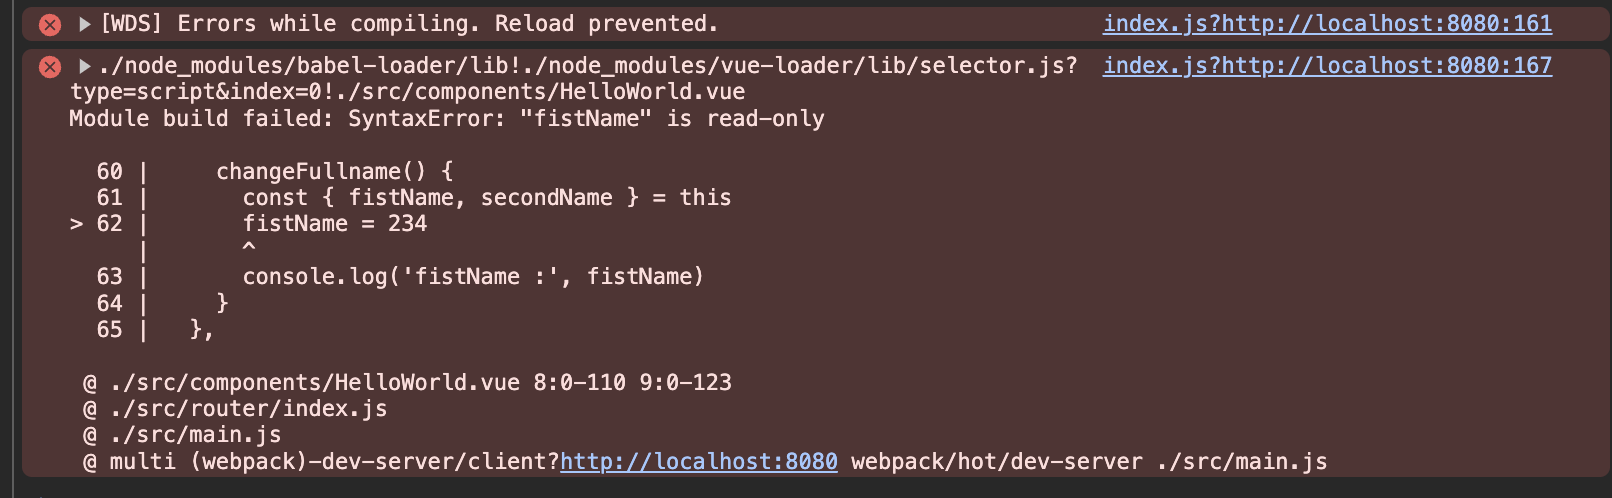 [WDS] Errors while compiling. Reload prevented. index.js?http://localhost:8080:161
./node_modules/babel-loader/lib!./node_modules/vue-loader/lib/selector.js? index.js?http://localhost:8080:167
type=script&index=0!./src/components/HelloWorld.vue
Module build failed: SyntaxError: "fistName" is read-only
60 |     changeFullname() {
61 |       const { fistName, secondName } = this
> 62 |       fistName = 234
|       ^
63 |       console.log('fistName :', fistName)
64 |     }
65 |   },
@ ./src/components/HelloWorld.vue 8:0-110 9:0-123
@ ./src/router/index.js
@ ./src/main.js
@ multi (webpack)-dev-server/client?http://localhost:8080 webpack/hot/dev-server ./src/main.js